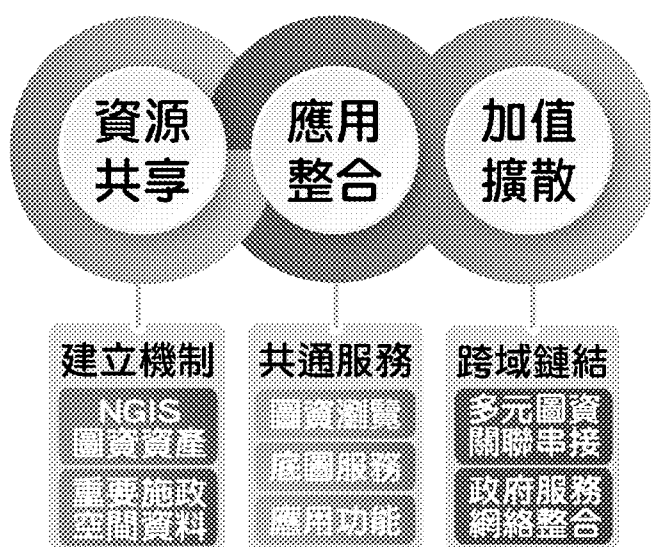 資源
共享
應用
整合
加值
擴散
建立機制
NGIS
圖資資產
重要施政
空間資料
共通服務
圖資瀏覽
底圖服務
應用功能
跨域鏈結
多元圖資
關聯串接
政府服務
網絡整合